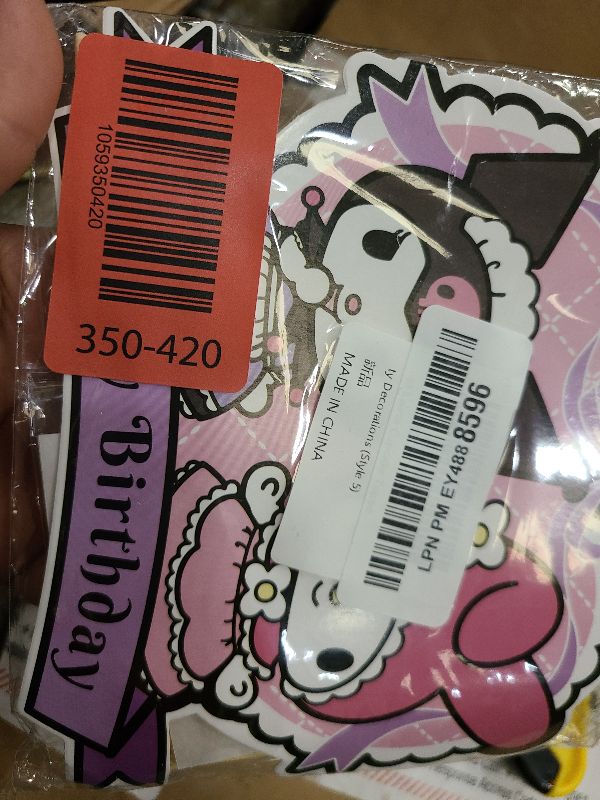 1059350420
350-420
Birthday
ly Decorations (Style 5)
新品
MADE IN CHINA
LPN PM EY4888596